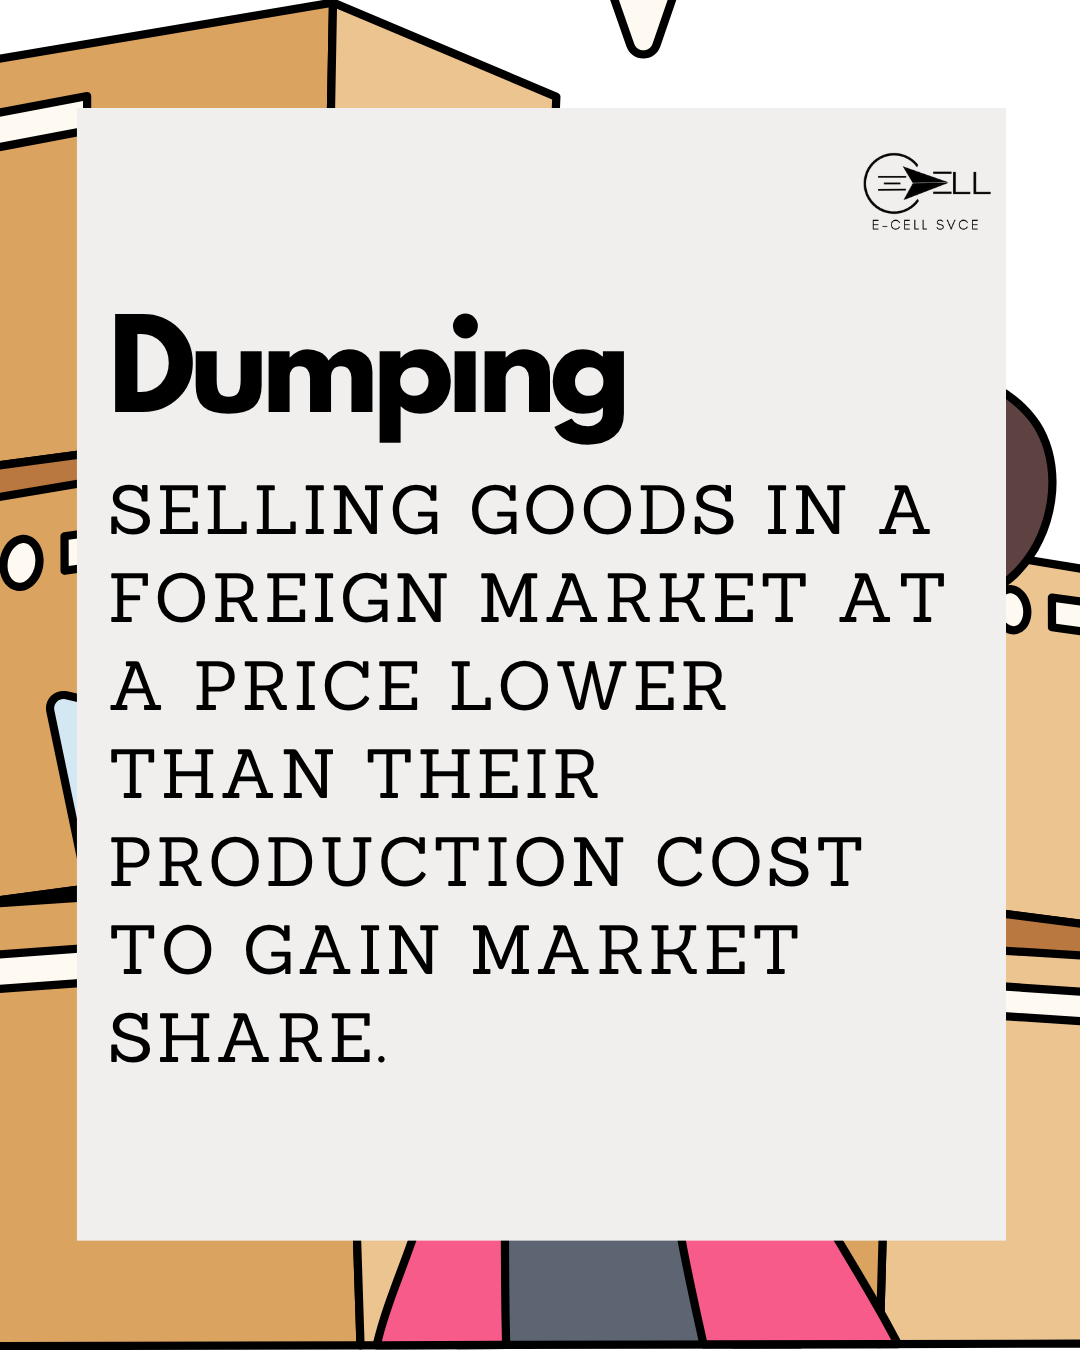 ELL
E-CELL SVCE
Dumping
SELLING GOODS IN A
FOREIGN MARKET AT
A PRICE LOWER
THAN THEIR
PRODUCTION COST
TO GAIN MARKET
SHARE.